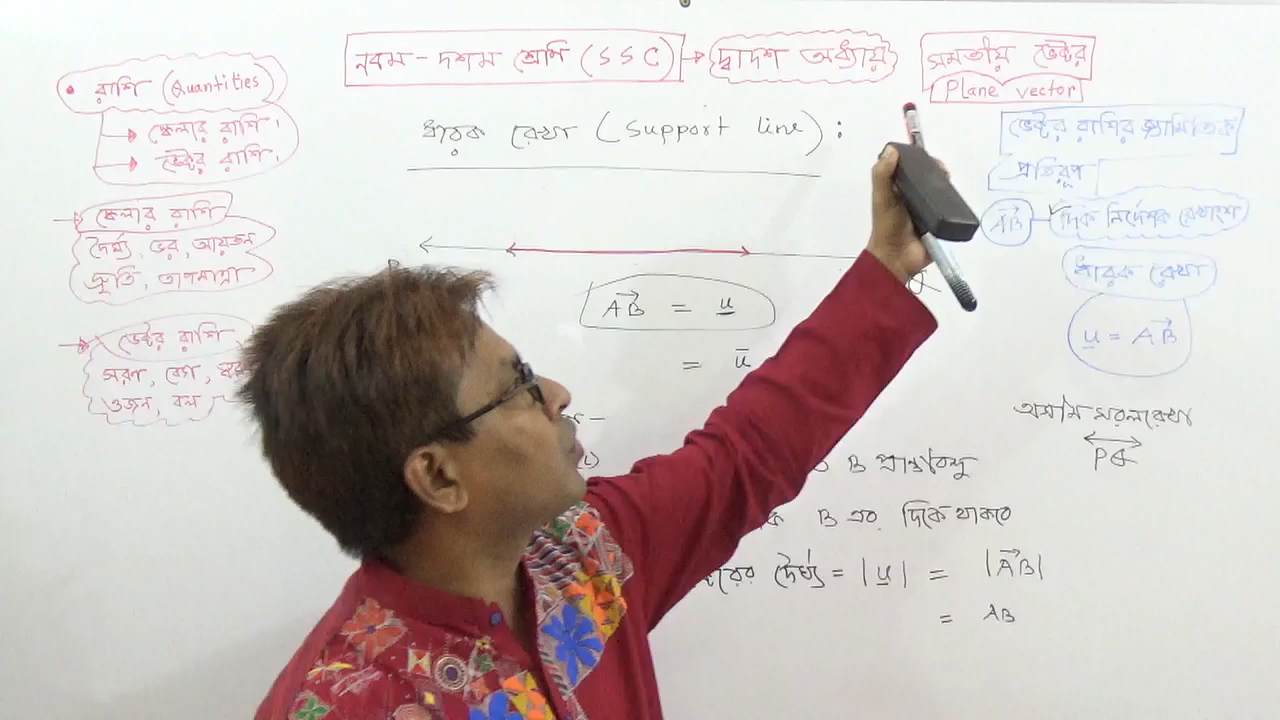 নবম - দশম শ্রেণি (SSC) → দ্বাদশ অধ্যায়
সমতলীয় ভেক্টর
Plane vector
• রাশি (Quantities)
→ স্কেলার রাশি।
→ ভেক্টর রাশি।
→ স্কেলার রাশি
দৈর্ঘ্য, ভর, আয়তন
দ্রুতি, তাপমাত্রা
→ ভেক্টর রাশি
সরণ, বেগ,
ওজন, বল
ধারক রেখা (Support line) :
AB→ = u̲
= ū
B প্রান্তবিন্দু
B এর দিকে থাকবে
দৈর্ঘ্য = |u̲| = |AB→|
= AB
ভেক্টর রাশির জ্যামিতিক
প্রতিরূপ
AB→ দিক নির্দেশক রেখাংশ
ধারক রেখা
u̲ = AB→
অসীম সরলরেখা
↔
PQ